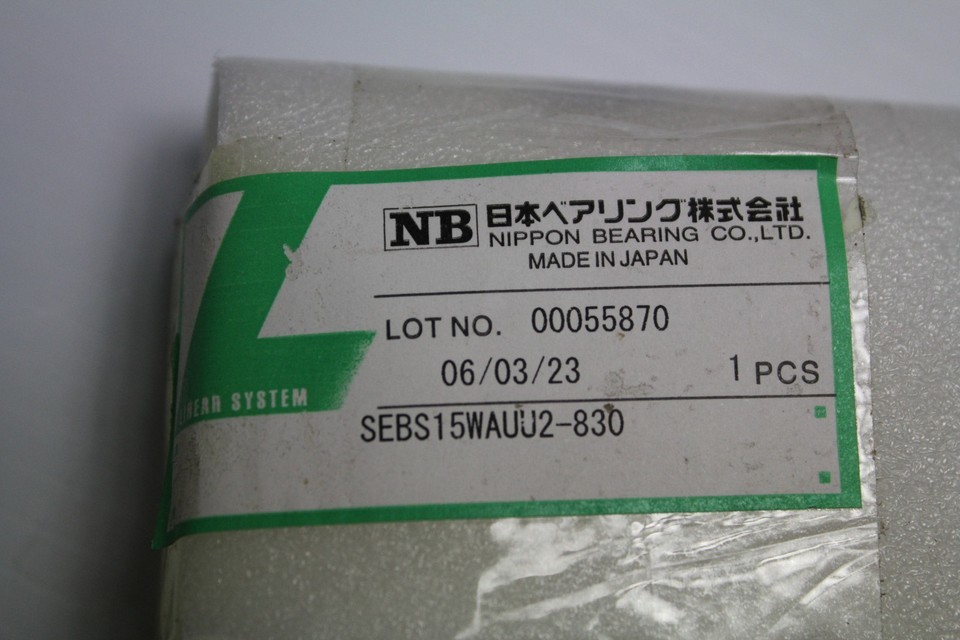 NB 日本ベアリング株式会社
NIPPON BEARING CO.,LTD.
MADE IN JAPAN
LOT NO. 00055870
06/03/23 1 PCS
SYSTEM
SEBS15WAUU2-830